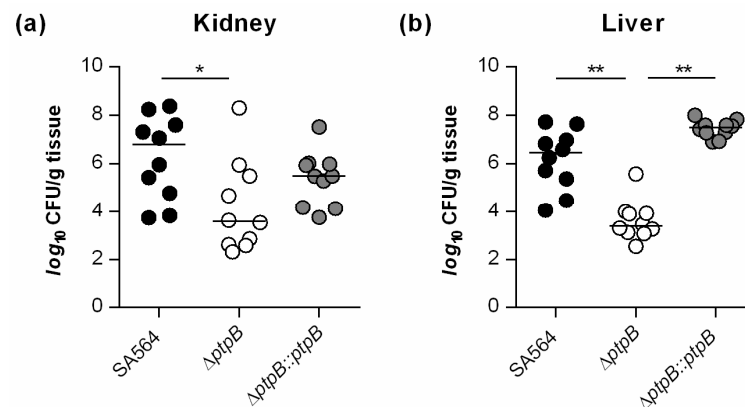 (a) Kidney
log10 CFU/g tissue
10
8
6
4
2
0
*
SA564
ΔptpB
ΔptpB::ptpB
(b) Liver
log10 CFU/g tissue
10
8
6
4
2
0
**
**
SA564
ΔptpB
ΔptpB::ptpB